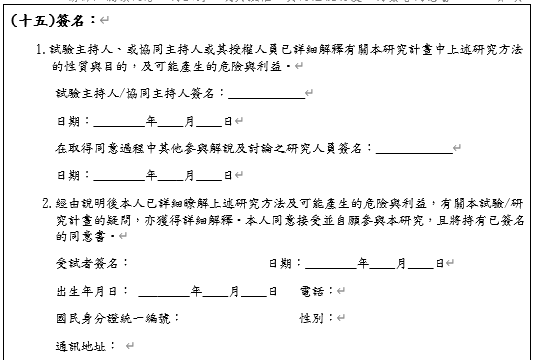 (十五)簽名：
1.試驗主持人、或協同主持人或其授權人員已詳細解釋有關本研究計畫中上述研究方法
的性質與目的，及可能產生的危險與利益。
試驗主持人/協同主持人簽名：____________
日期：________年____月____日
在取得同意過程中其他參與解說及討論之研究人員簽名：____________
日期：________年____月____日
2.經由說明後本人已詳細瞭解上述研究方法及可能產生的危險與利益，有關本試驗/研
究計畫的疑問，亦獲得詳細解釋。本人同意接受並自願參與本研究，且將持有已簽名
的同意書。
受試者簽名： 日期：________年____月____日
出生年月日： ________年____月____日 電話：
國民身分證統一編號： 性別：
通訊地址：